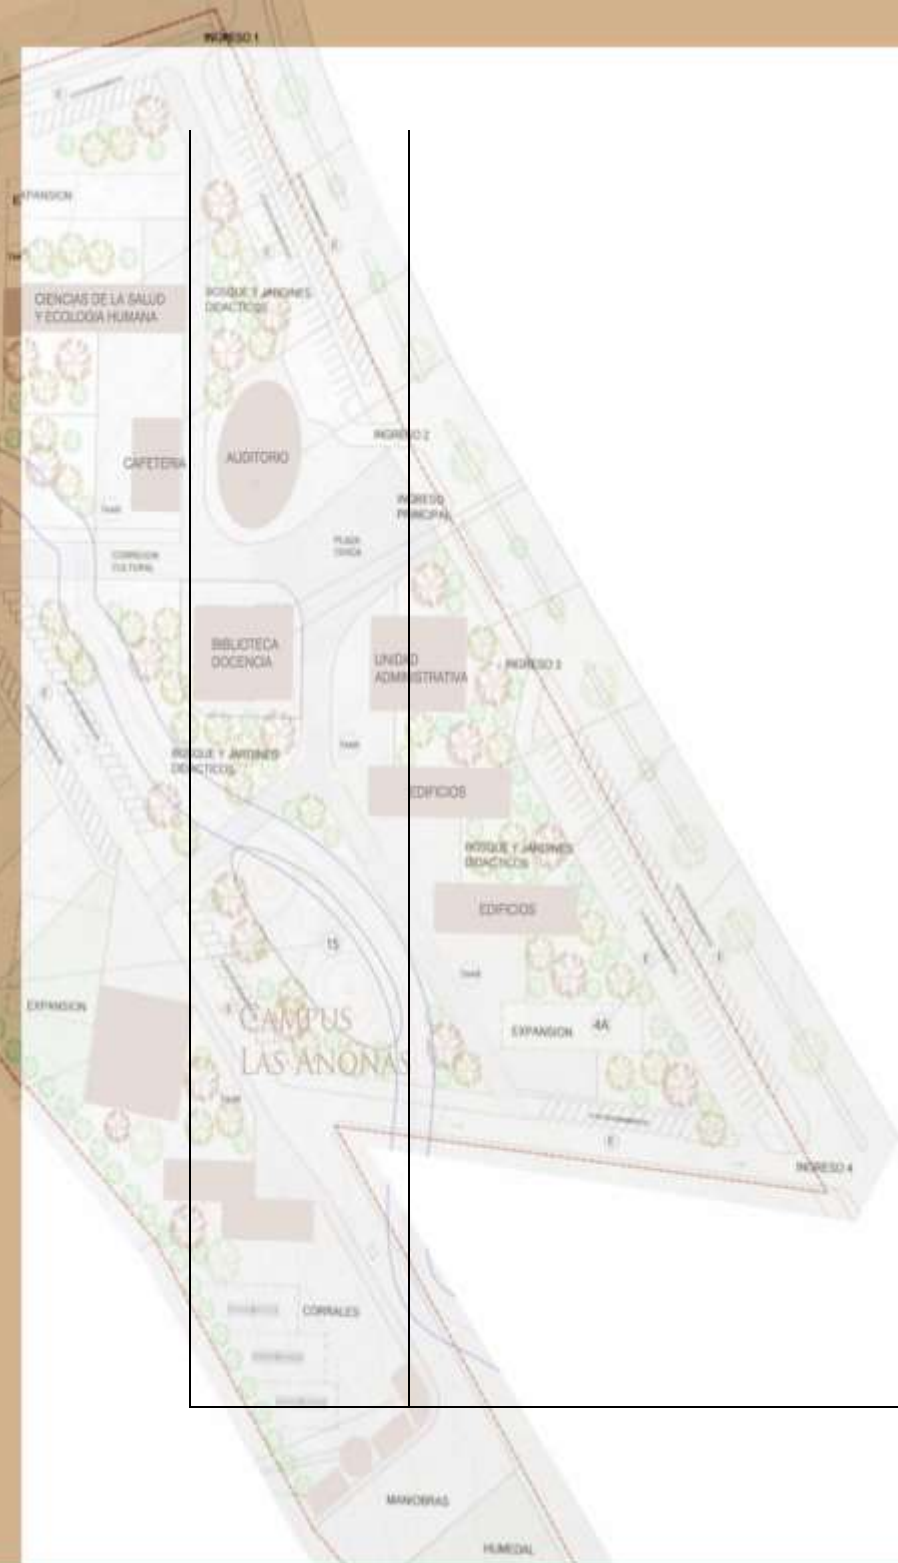 INGRESO 1
E
EXPANSION
E
E
BOSQUE Y JARDINES
DIDACTICOS
CIENCIAS DE LA SALUD
Y ECOLOGIA HUMANA
INGRESO 2
CAFETERIA
AUDITORIO
INGRESO
PRINCIPAL
PLAZA
CIVICA
CORREDOR
CULTURAL
BIBLIOTECA
DOCENCIA
UNIDAD
ADMINISTRATIVA
INGRESO 3
E
BOSQUE Y JARDINES
DIDACTICOS
EDIFICIOS
BOSQUE Y JARDINES
DIDACTICOS
EDIFICIOS
15
E
E
EXPANSION
CAMPUS
LAS ANONAS
EXPANSION
4A
E
INGRESO 4
CORRALES
MANIOBRAS
HUMEDAL